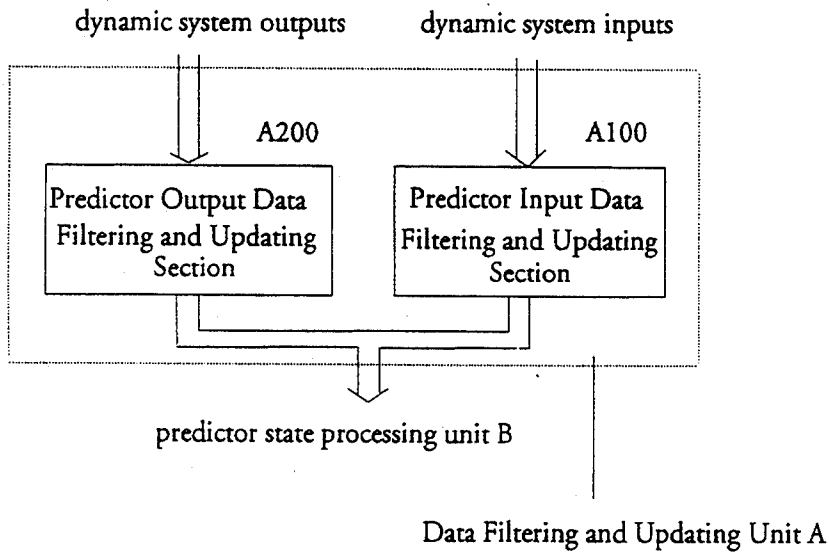 dynamic system outputs
dynamic system inputs
A200
A100
Predictor Output Data
Filtering and Updating
Section
Predictor Input Data
Filtering and Updating
Section
predictor state processing unit B
Data Filtering and Updating Unit A